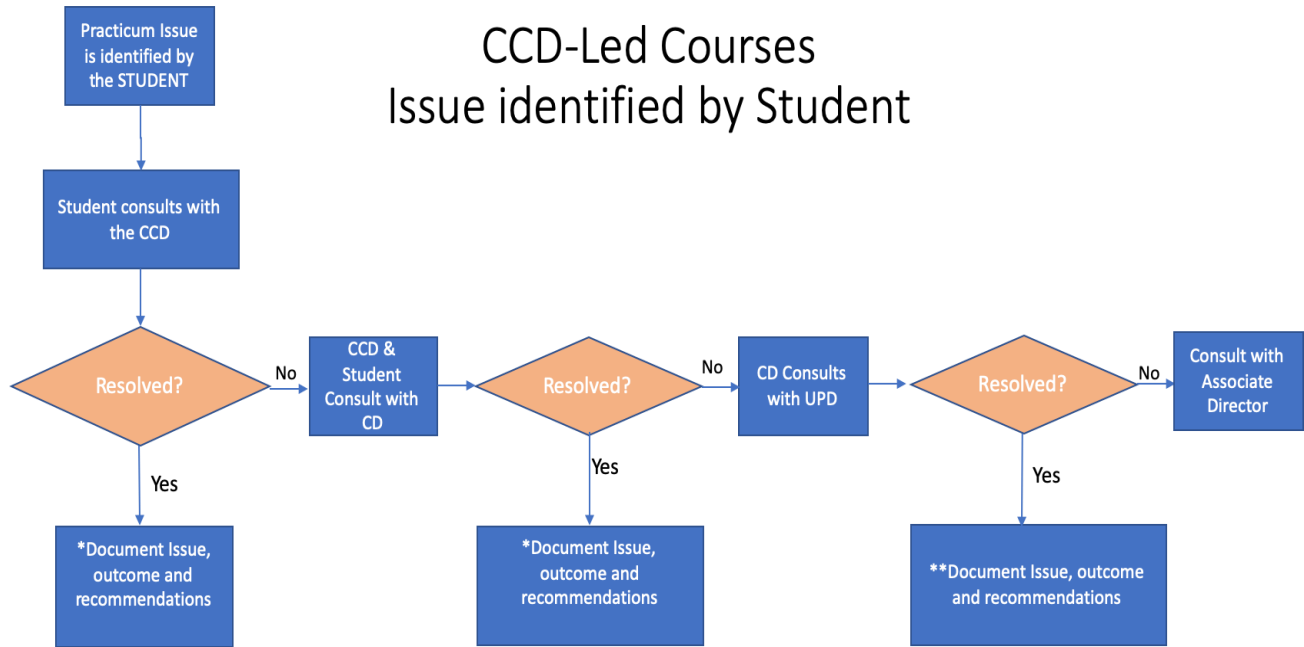 CCD-Led Courses
Issue identified by Student
Practicum Issue
is identified by
the STUDENT
Student consults with
the CCD
Resolved?
No
CCD &
Student
Consult with
CD
Resolved?
No
CD Consults
with UPD
Resolved?
No
Consult with
Associate
Director
Yes
Yes
Yes
*Document Issue,
outcome and
recommendations
*Document Issue,
outcome and
recommendations
**Document Issue, outcome
and recommendations